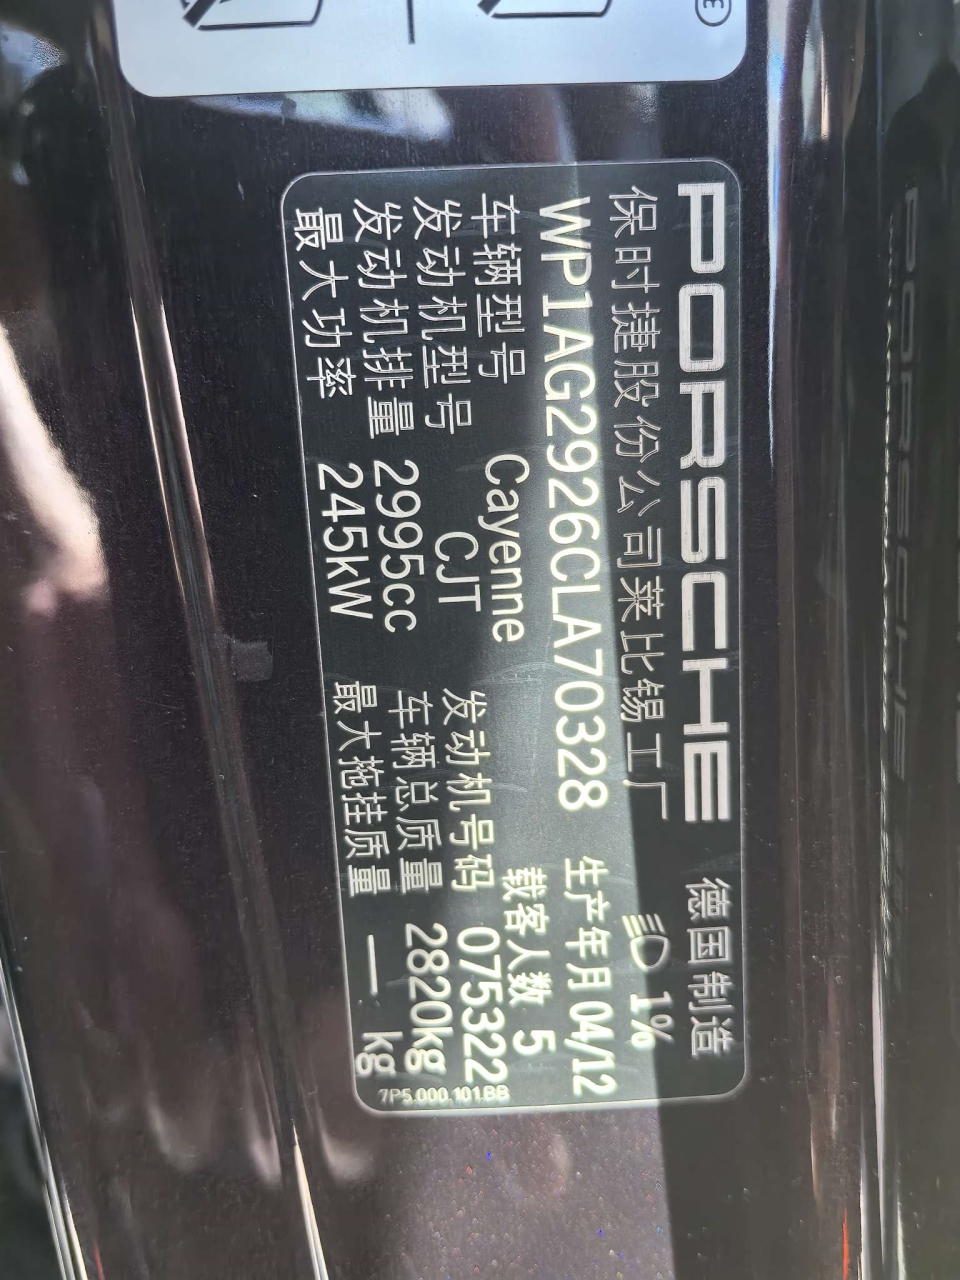 PORSCHE 德国制造
保时捷股份公司莱比锡工厂 1%
WP1AG2926CLA70328 生产年月 04/12
车辆型号 Cayenne 载客人数 5
发动机型号 CJT 发动机号码 075322
发动机排量 2995cc 车辆总质量 2820kg
最大功率 245kW 最大拖挂质量 — kg
7P5.000.101.BB